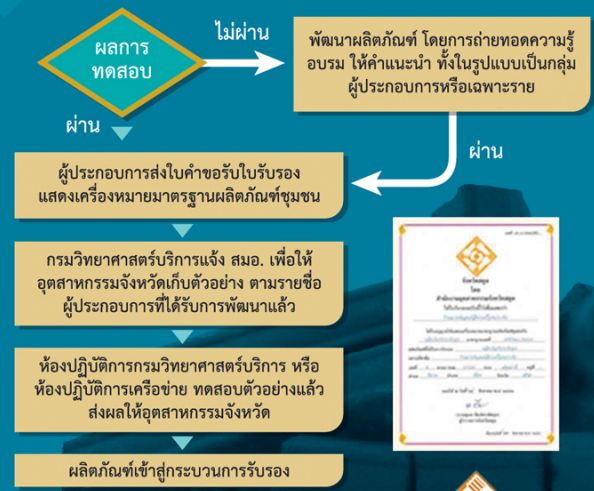 ผลการ
ทดสอบ
ไม่ผ่าน
พัฒนาผลิตภัณฑ์ โดยการถ่ายทอดความรู้
อบรม ให้คำแนะนำ ทั้งในรูปแบบเป็นกลุ่ม
ผู้ประกอบการหรือเฉพาะราย
ผ่าน
ผ่าน
ผู้ประกอบการส่งใบคำขอรับใบรับรอง
แสดงเครื่องหมายมาตรฐานผลิตภัณฑ์ชุมชน
กรมวิทยาศาสตร์บริการแจ้ง สมอ. เพื่อให้
อุตสาหกรรมจังหวัดเก็บตัวอย่าง ตามรายชื่อ
ผู้ประกอบการที่ได้รับการพัฒนาแล้ว
ห้องปฏิบัติการกรมวิทยาศาสตร์บริการ หรือ
ห้องปฏิบัติการเครือข่าย ทดสอบตัวอย่างแล้ว
ส่งผลให้อุตสาหกรรมจังหวัด
ผลิตภัณฑ์เข้าสู่กระบวนการรับรอง
โดย